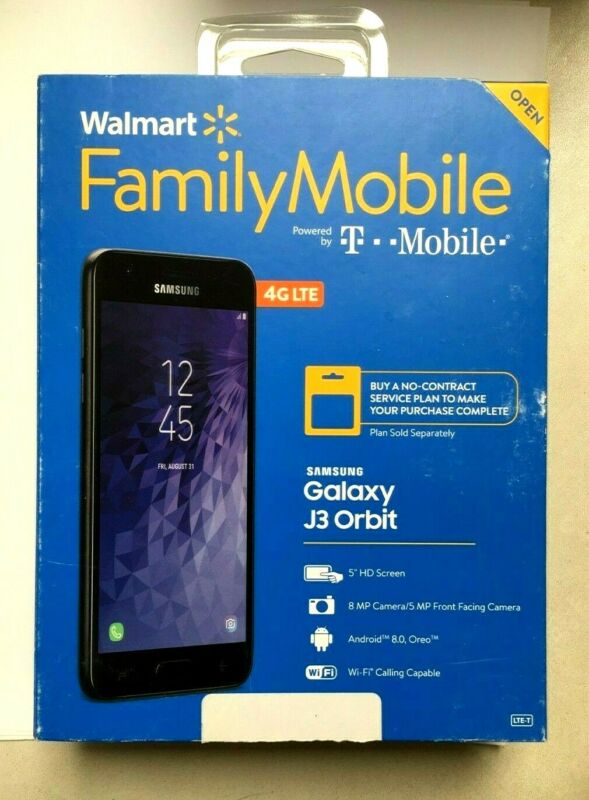 OPEN
Walmart
FamilyMobile
Powered
by
T··Mobile·®
SAMSUNG
4G LTE
12
45
FRI, AUGUST 31
BUY A NO-CONTRACT
SERVICE PLAN TO MAKE
YOUR PURCHASE COMPLETE
Plan Sold Separately
SAMSUNG
Galaxy
J3 Orbit
5" HD Screen
8 MP Camera/5 MP Front Facing Camera
Android™ 8.0, Oreo™
WiFi
Wi-Fi® Calling Capable
LTE-T